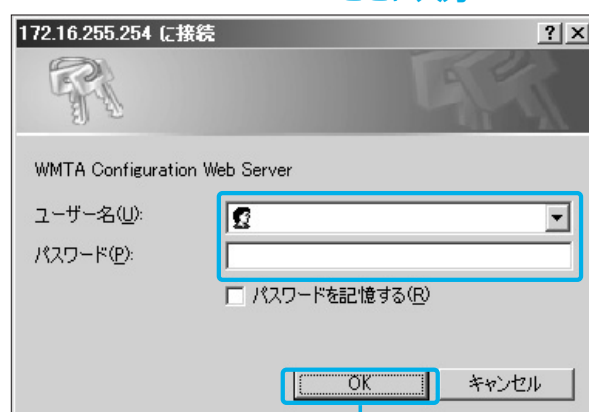 172.16.255.254 に接続
WMTA Configuration Web Server
ユーザー名(U):
パスワード(P):
パスワードを記憶する(R)
OK
キャンセル